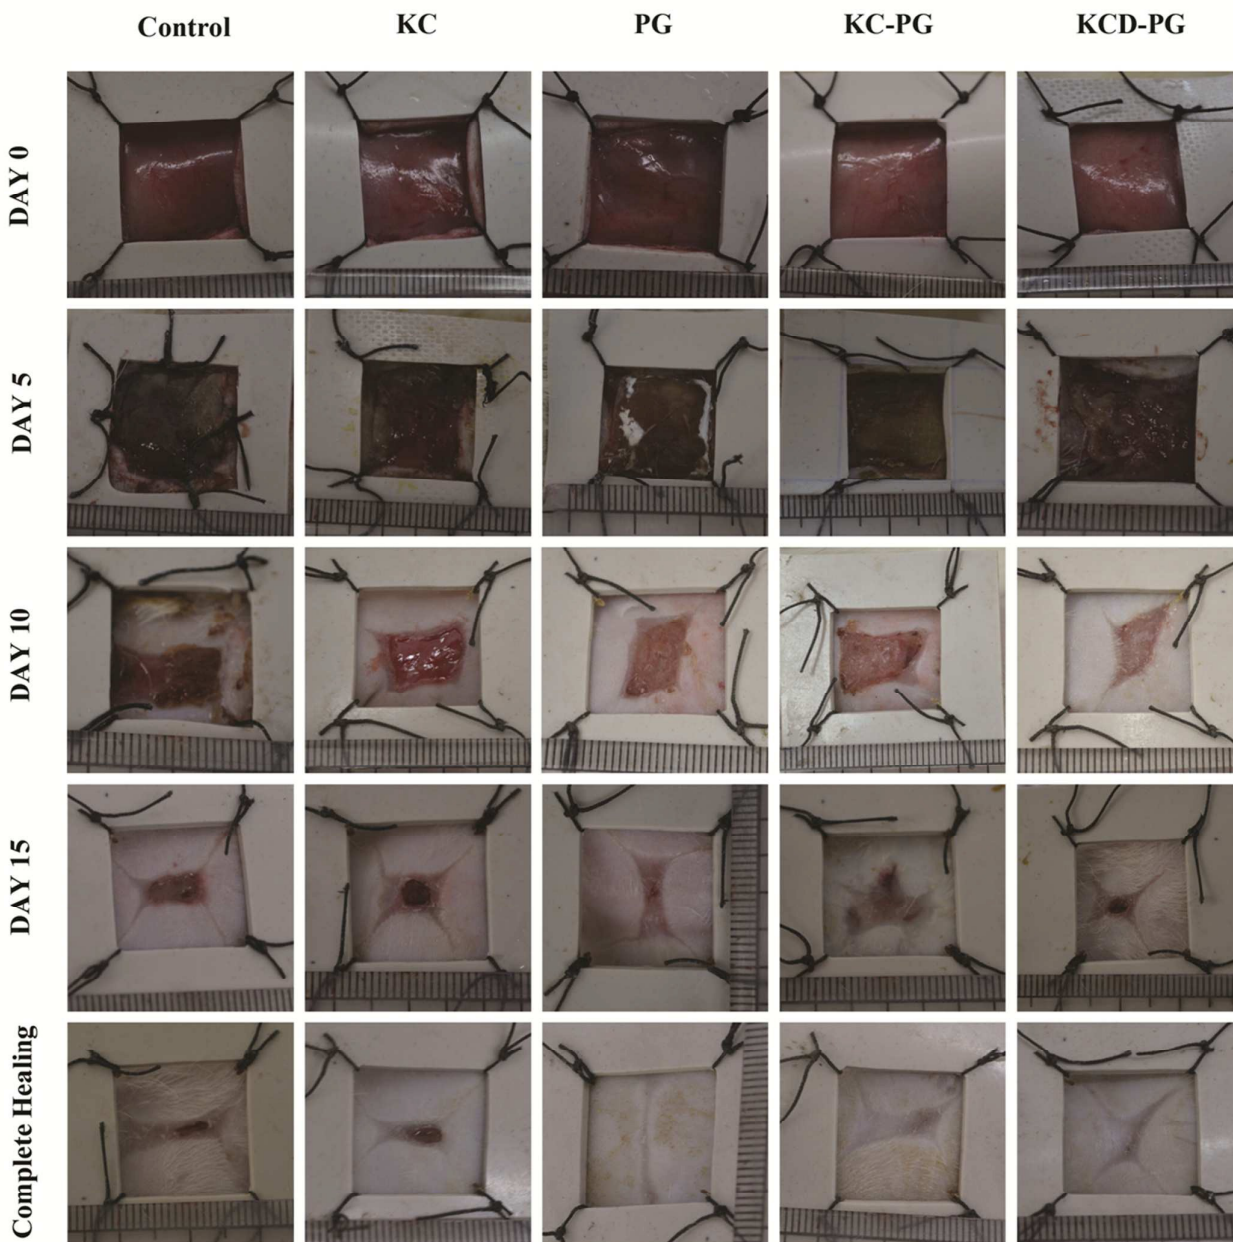 Control KC PG KC-PG KCD-PG
DAY 0
DAY 5
DAY 10
DAY 15
Complete Healing